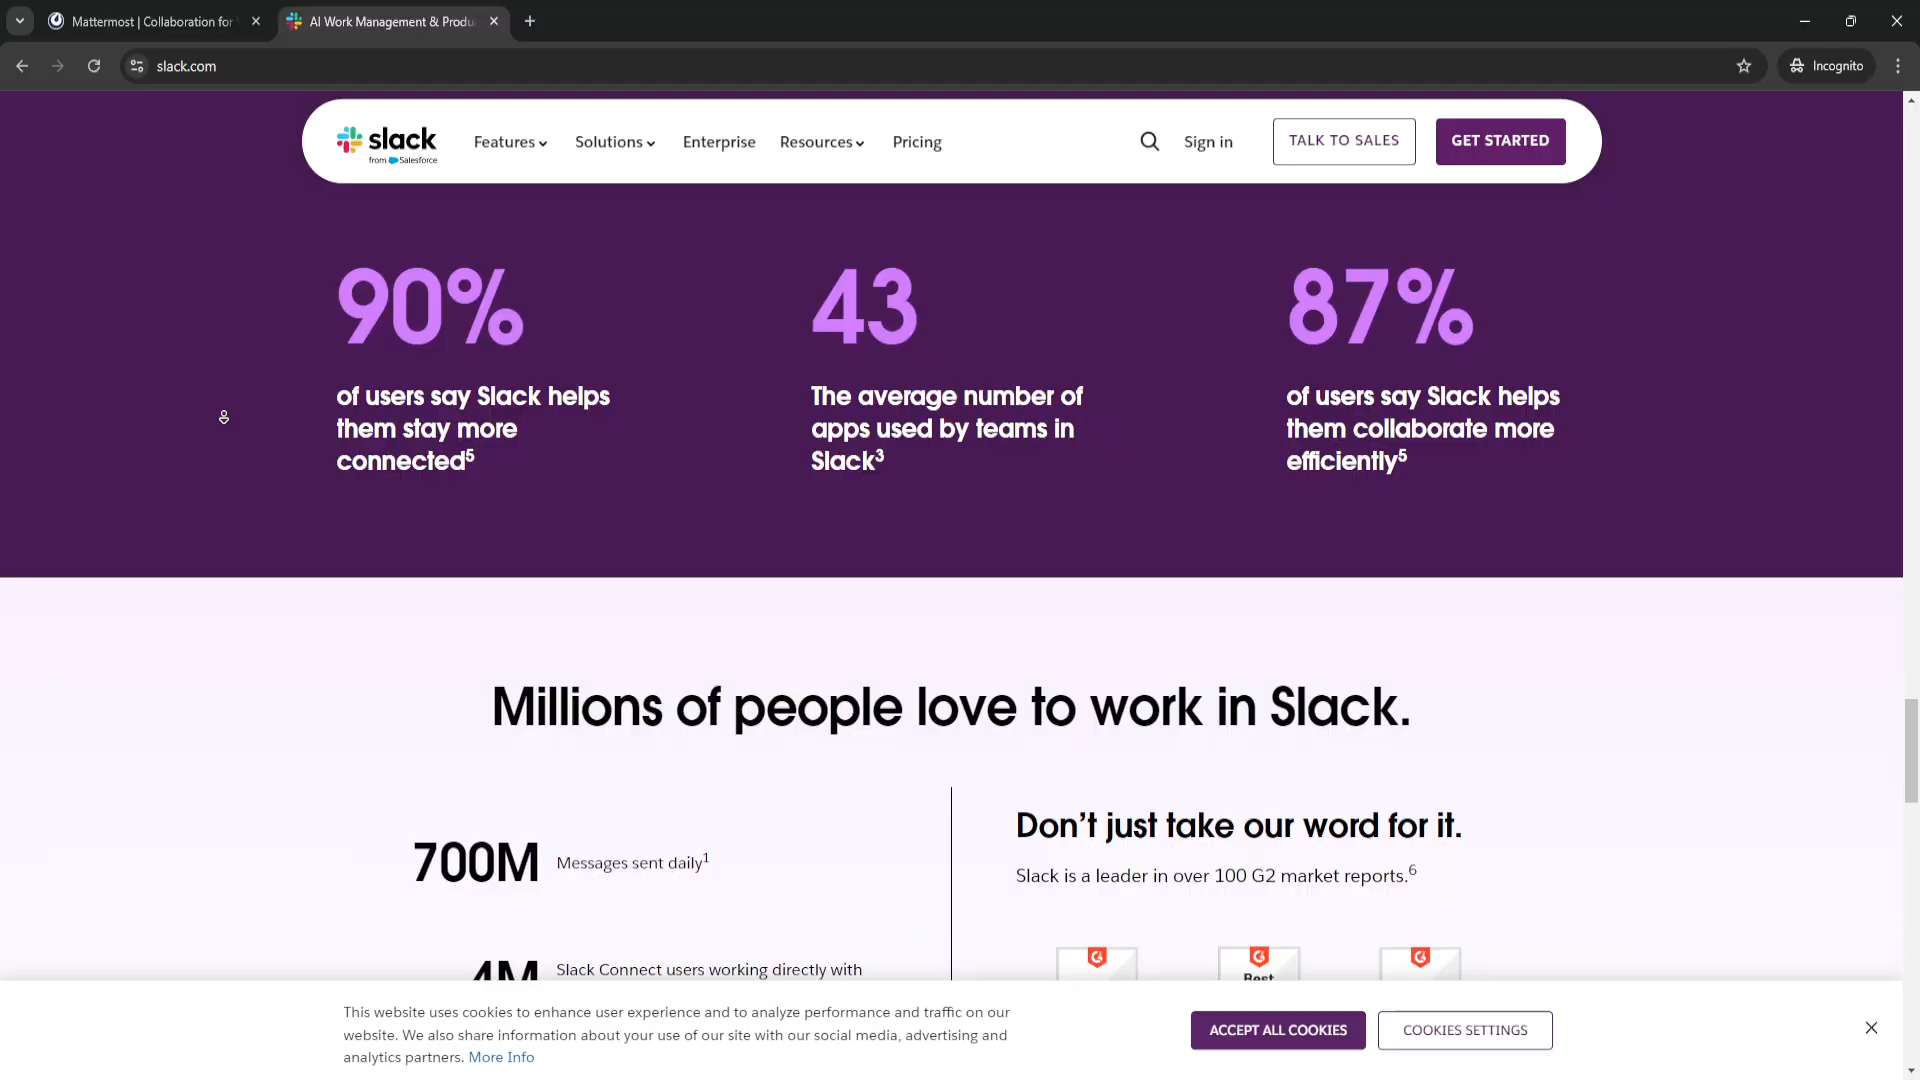 Mattermost | Collaboration for
AI Work Management & Produ
slack.com
Incognito
slack
from Salesforce
Features
Solutions
Enterprise
Resources
Pricing
Sign in
TALK TO SALES
GET STARTED
90%
of users say Slack helps
them stay more
connected5
43
The average number of
apps used by teams in
Slack3
87%
of users say Slack helps
them collaborate more
efficiently5
Millions of people love to work in Slack.
700M
Messages sent daily1
4M
Slack Connect users working directly with
Don’t just take our word for it.
Slack is a leader in over 100 G2 market reports.6
Best
This website uses cookies to enhance user experience and to analyze performance and traffic on our
website. We also share information about your use of our site with our social media, advertising and
analytics partners. More Info
ACCEPT ALL COOKIES
COOKIES SETTINGS